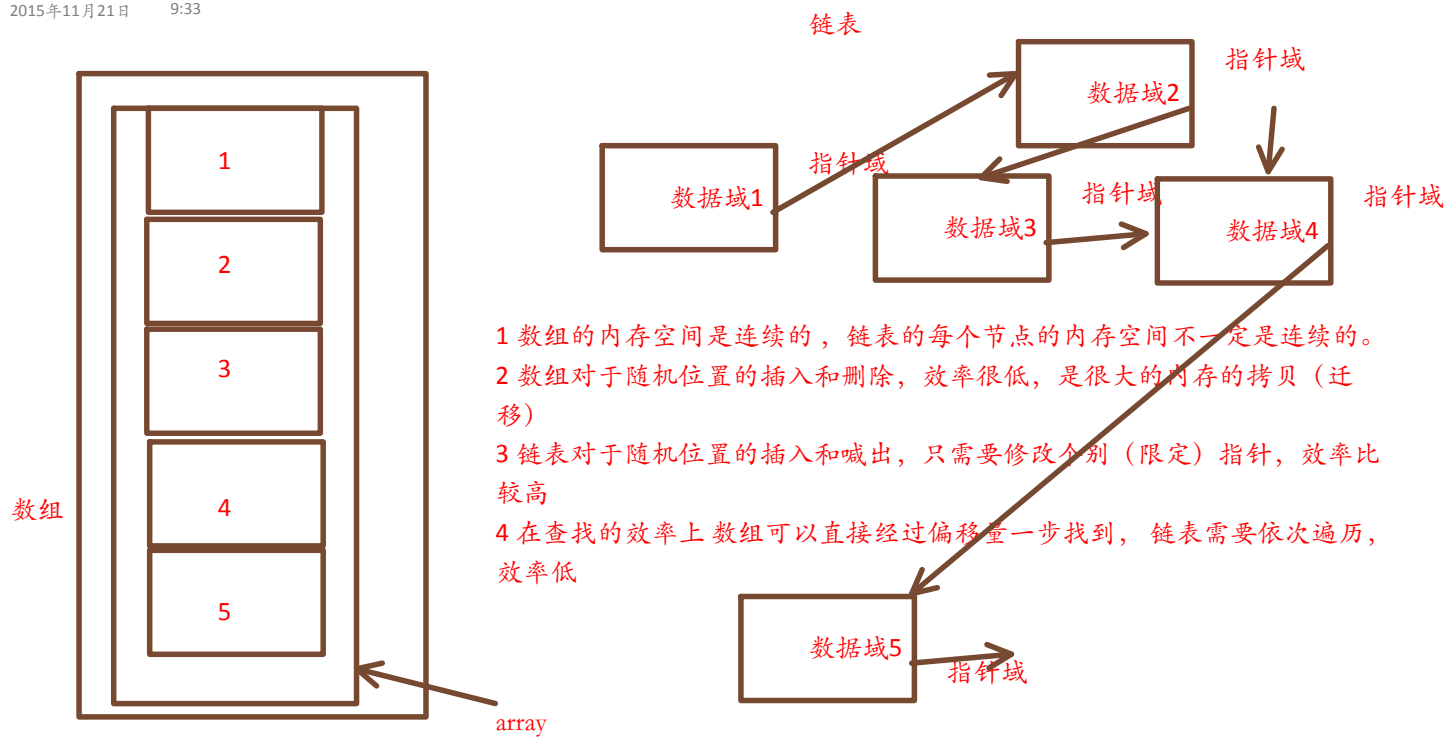 2015年11月21日 9:33
链表
指针域
数据域2
指针域
数据域1
指针域
指针域
数据域3
数据域4
1
2
3
4
5
数组
array
1 数组的内存空间是连续的，链表的每个节点的内存空间不一定是连续的。
2 数组对于随机位置的插入和删除，效率很低，是很大的内存的拷贝（迁
移）
3 链表对于随机位置的插入和喊出，只需要修改个别（限定）指针，效率比
较高
4 在查找的效率上 数组可以直接经过偏移量一步找到， 链表需要依次遍历，
效率低
数据域5
指针域